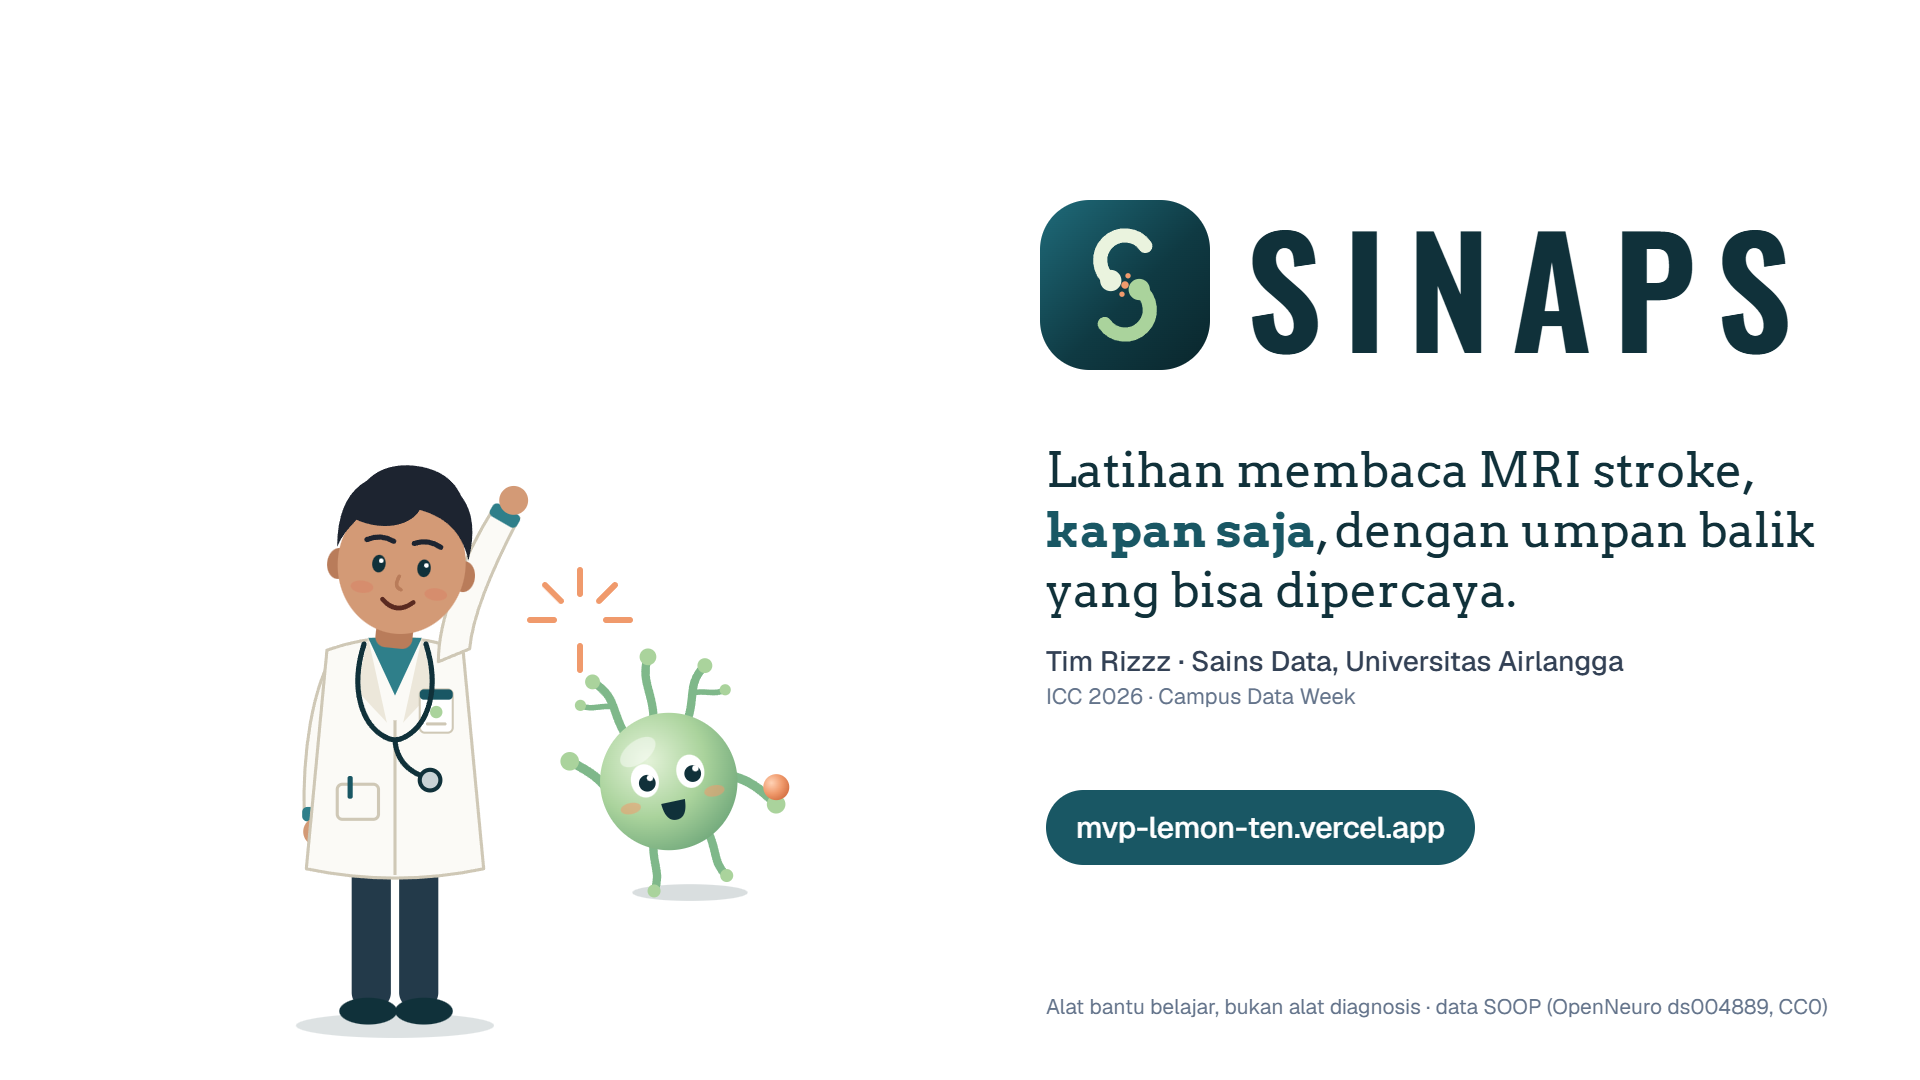 SINAPS
Latihan membaca MRI stroke,
kapan saja, dengan umpan balik
yang bisa dipercaya.
Tim Rizzz · Sains Data, Universitas Airlangga
ICC 2026 · Campus Data Week
mvp-lemon-ten.vercel.app
Alat bantu belajar, bukan alat diagnosis · data SOOP (OpenNeuro ds004889, CC0)